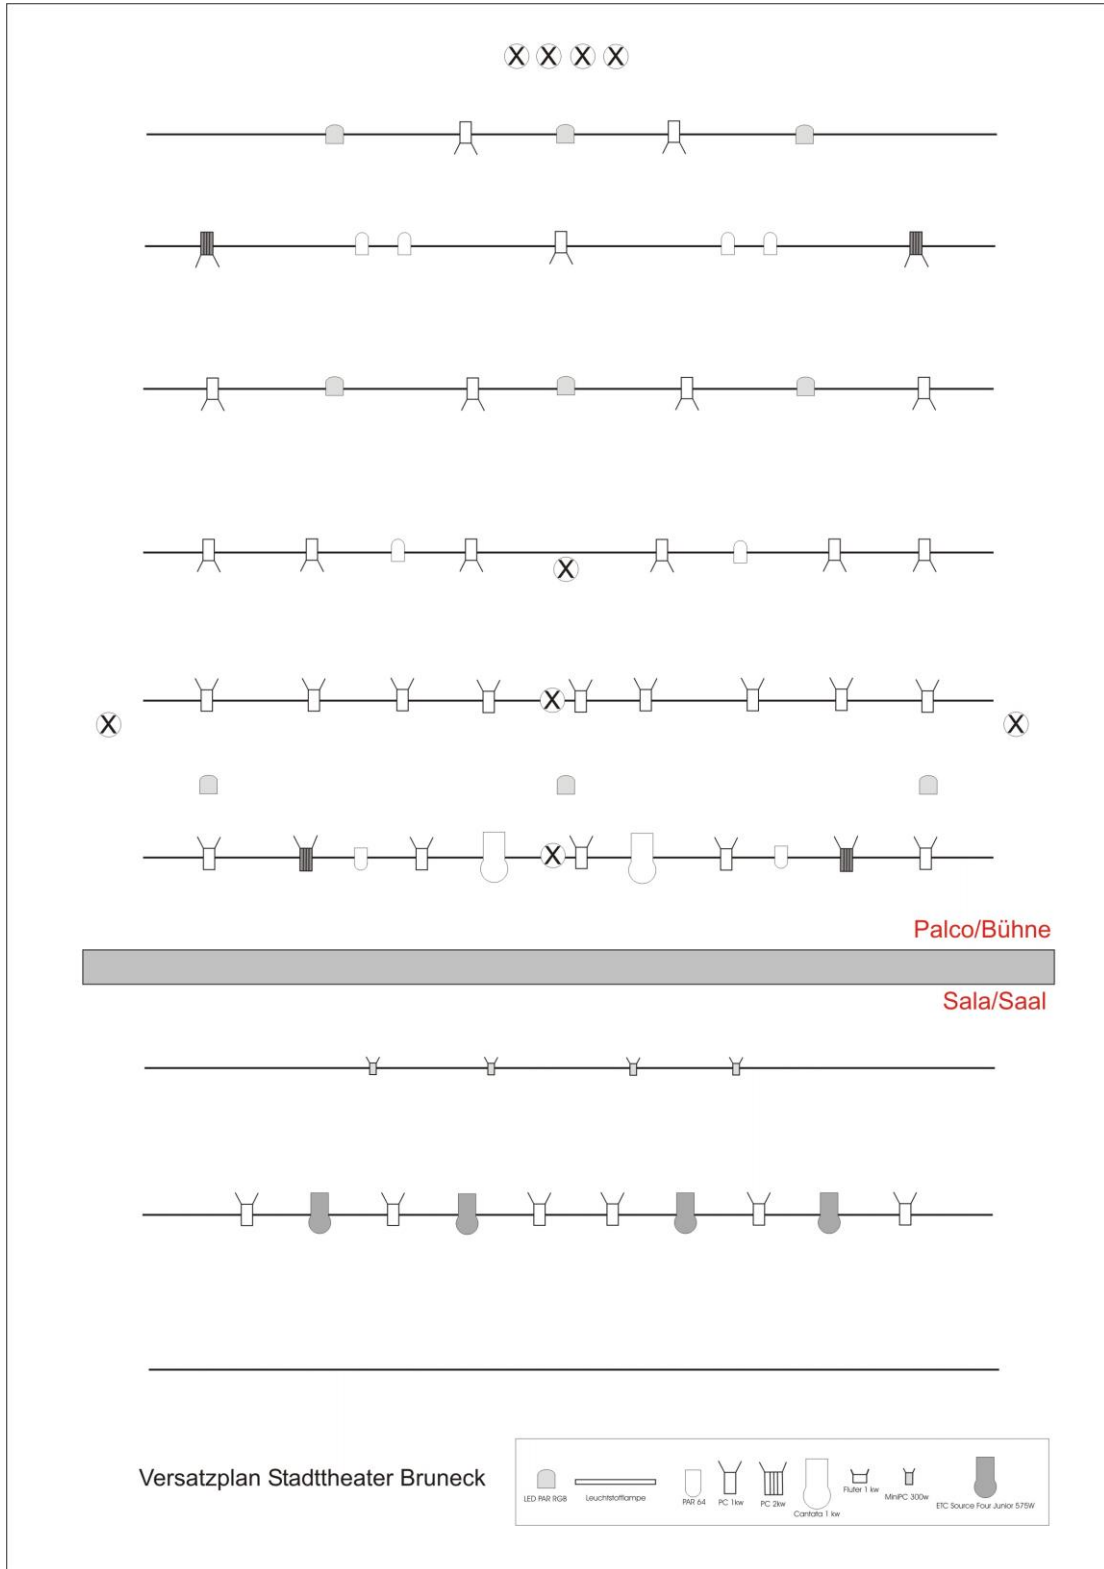 X X X X
X
X
X X
X
Palco/Bühne
Sala/Saal
Versatzplan Stadttheater Bruneck
LED PAR RGB Leuchtstofflampe PAR 64 PC 1kw PC 2kw Cantata 1 kw Fluter 1 kw MiniPC 300w ETC Source Four Junior 575W